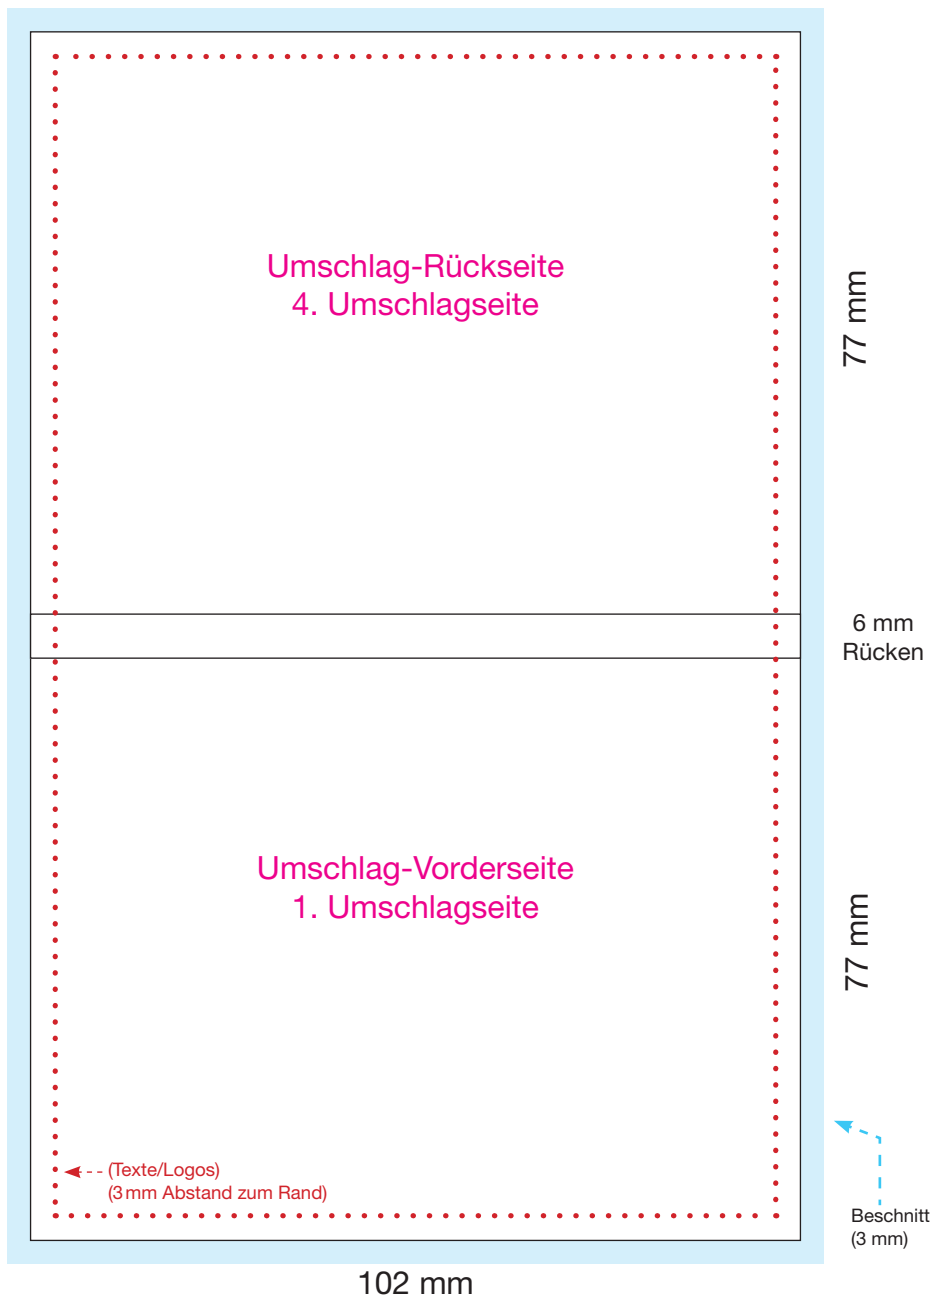 Umschlag-Rückseite
4. Umschlagseite
77 mm
6 mm
Rücken
Umschlag-Vorderseite
1. Umschlagseite
77 mm
(Texte/Logos)
(3 mm Abstand zum Rand)
Beschnitt
(3 mm)
102 mm